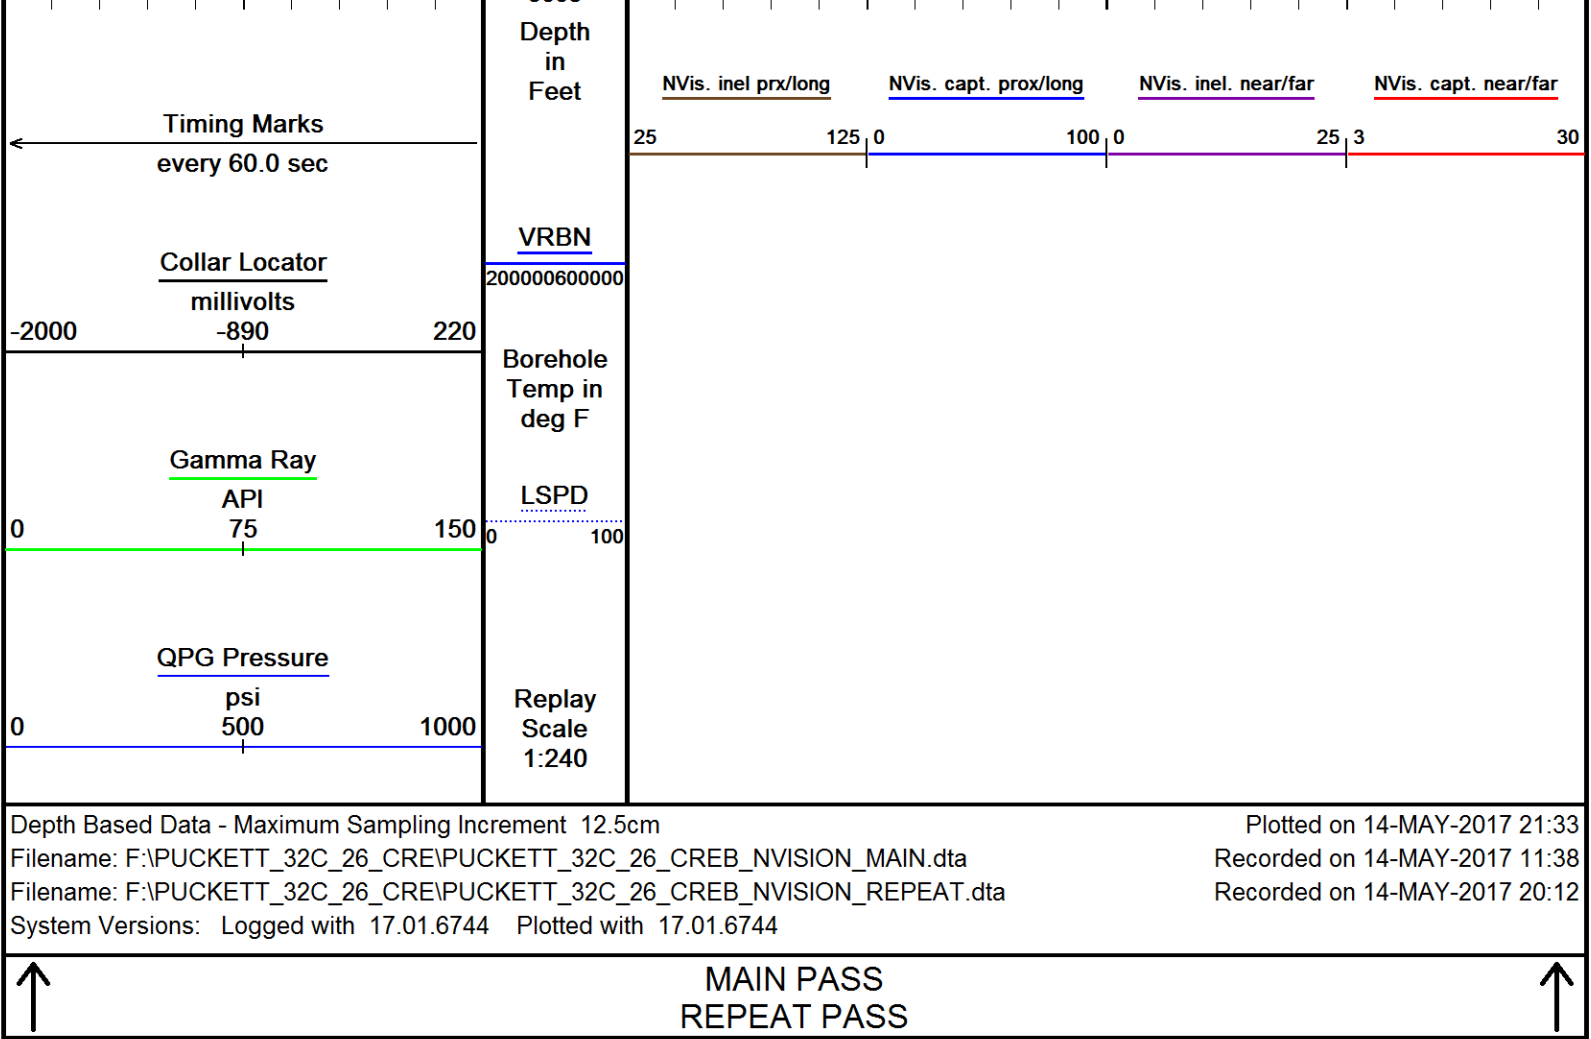 Depth
in
Feet
Timing Marks
every 60.0 sec
Collar Locator
millivolts
-2000 -890 220
Gamma Ray
API
0 75 150
QPG Pressure
psi
0 500 1000
VRBN
200000600000
Borehole
Temp in
deg F
LSPD
0 100
Replay
Scale
1:240
NVis. inel prx/long NVis. capt. prox/long NVis. inel. near/far NVis. capt. near/far
25 125 0 100 0 25 3 30
Depth Based Data - Maximum Sampling Increment 12.5cm Plotted on 14-MAY-2017 21:33
Filename: F:\PUCKETT_32C_26_CRE\PUCKETT_32C_26_CREB_NVISION_MAIN.dta Recorded on 14-MAY-2017 11:38
Filename: F:\PUCKETT_32C_26_CRE\PUCKETT_32C_26_CREB_NVISION_REPEAT.dta Recorded on 14-MAY-2017 20:12
System Versions: Logged with 17.01.6744 Plotted with 17.01.6744
MAIN PASS
REPEAT PASS